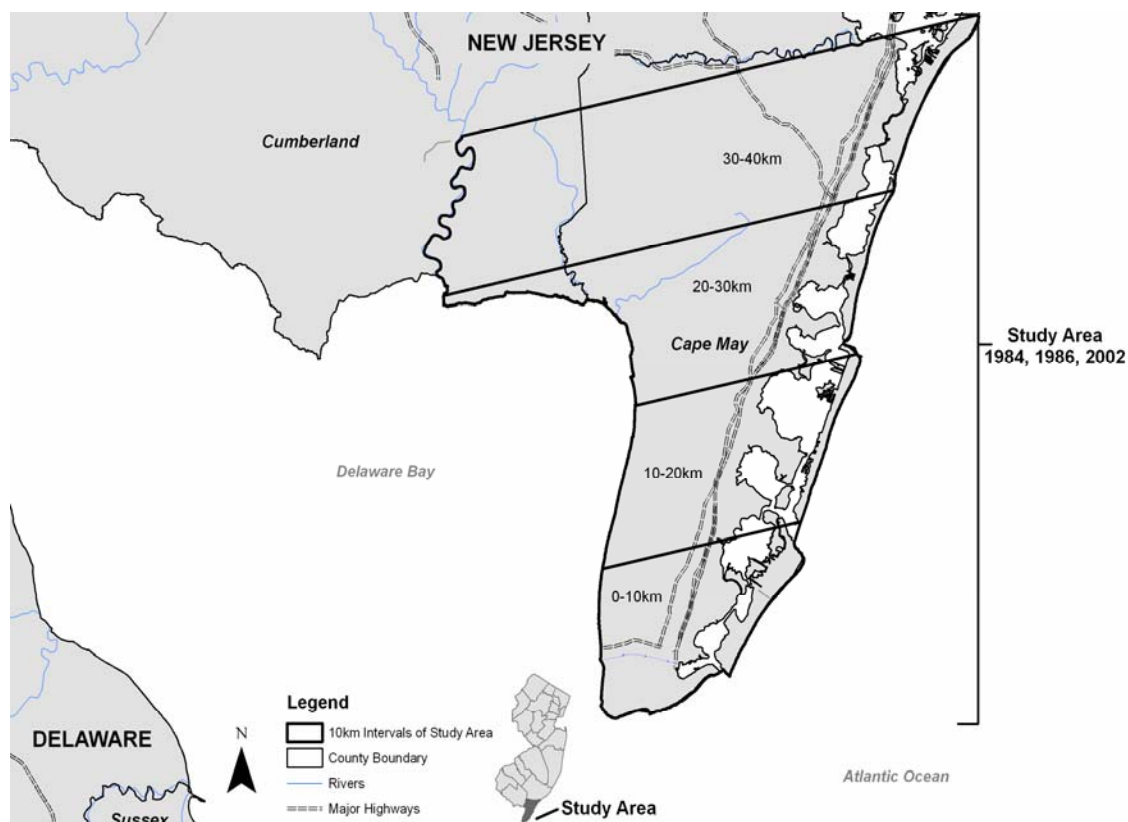 NEW JERSEY
Cumberland
30-40km
20-30km
Cape May
Study Area
1984, 1986, 2002
Delaware Bay
10-20km
0-10km
Legend
10km Intervals of Study Area
County Boundary
Rivers
Major Highways
N
DELAWARE
Sussex
Study Area
Atlantic Ocean